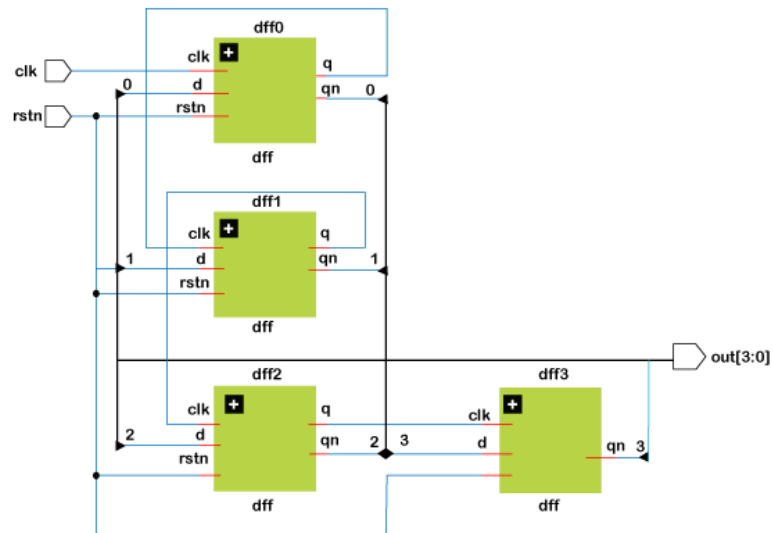 dff0
clk
q
clk
0
d
qn
0
rstn
rstn
dff
dff1
clk
q
1
d
qn
1
rstn
dff
out[3:0]
dff2
dff3
clk
q
clk
2
d
qn
2
3
d
qn
3
rstn
dff
dff